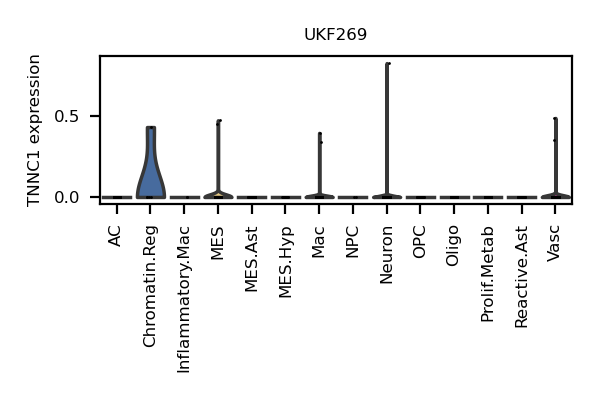 UKF269
TNNC1 expression
0.5
0.0
AC
Chromatin.Reg
Inflammatory.Mac
MES
MES.Ast
MES.Hyp
Mac
NPC
Neuron
OPC
Oligo
Prolif.Metab
Reactive.Ast
Vasc